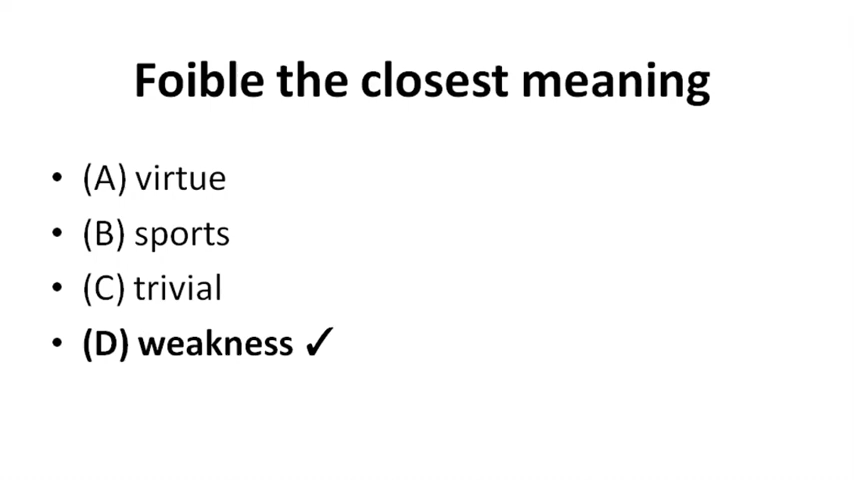 Foible the closest meaning
• (A) virtue
• (B) sports
• (C) trivial
• (D) weakness ✓